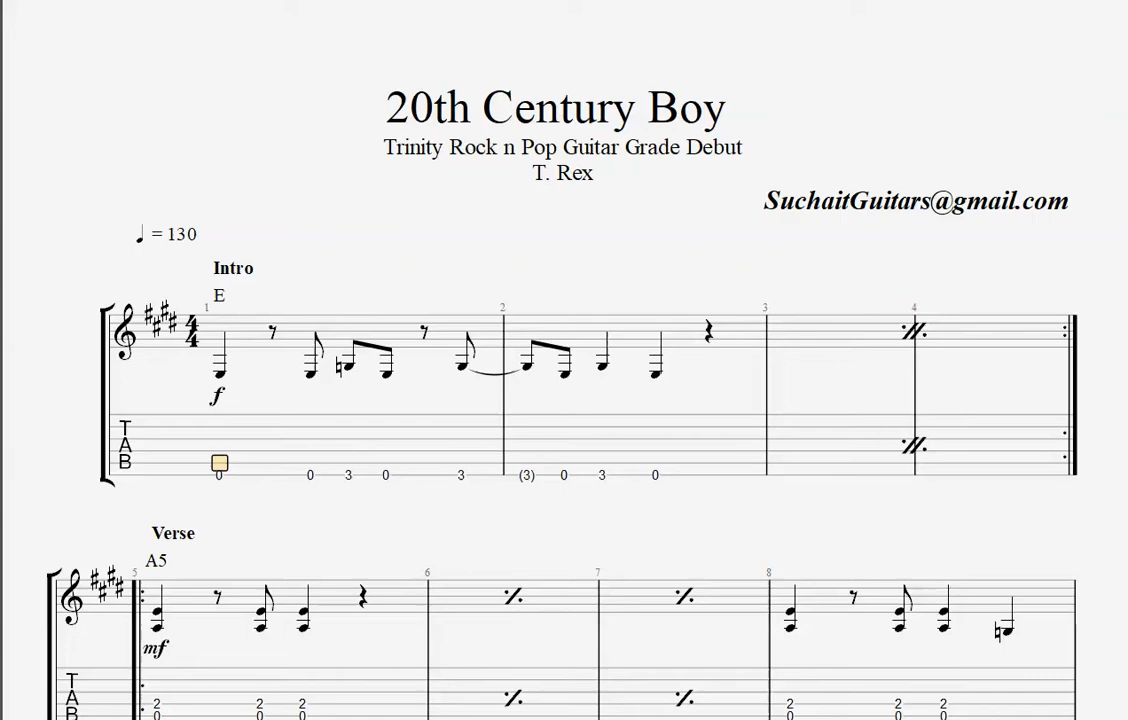 20th Century Boy
Trinity Rock n Pop Guitar Grade Debut
T. Rex
SuchaitGuitars@gmail.com
= 130
Intro
E
1 2 3 4
4
4
f
T
A
B
0 0 3 0 3 (3) 0 3 0
Verse
A5
5 6 7 8
mf
T
A
B
2 2 2 2 2 2
0 0 0 0 0 0